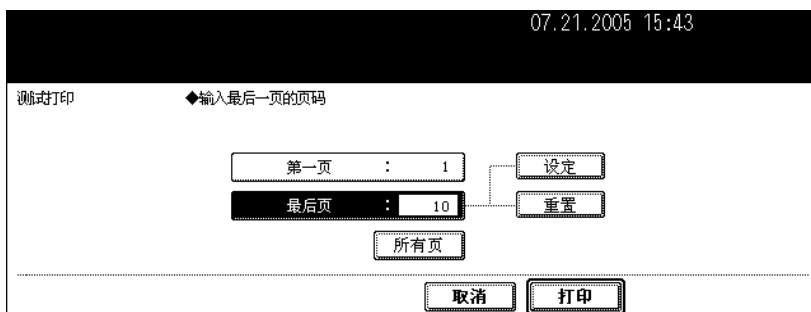 07.21.2005 15:43
测试打印 ◆输入最后一页的页码
第一页 : 1 设定
最后页 : 10 重置
所有页
取消 打印